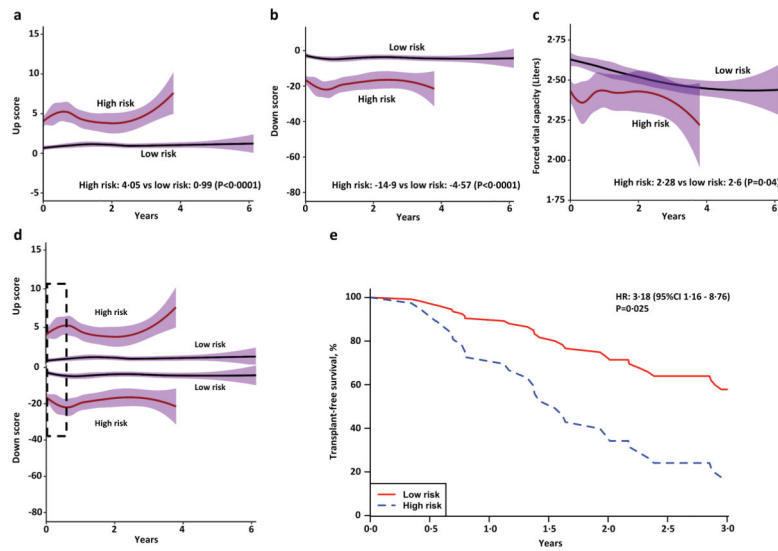 a
15
10
5
0
-5
Up score
High risk
Low risk
High risk: 4·05 vs low risk: 0·99 (P<0·0001)
0
2
4
6
Years
b
0
-20
-40
-60
-80
Down score
Low risk
High risk
High risk: -14·9 vs low risk: -4·57 (P<0·0001)
0
2
4
6
Years
c
2·75
2·50
2·25
2·00
1·75
Forced vital capacity (Liters)
Low risk
High risk
High risk: 2·28 vs low risk: 2·6 (P=0·04)
0
2
4
6
Years
d
15
10
5
0
-20
-40
-60
-80
Up score
Down score
High risk
Low risk
Low risk
High risk
0
2
4
6
Years
e
100
80
60
40
20
0
Transplant-free survival, %
HR: 3·18 (95%CI 1·16 - 8·76)
P=0·025
Low risk
High risk
0·0
0·5
1·0
1·5
2·0
2·5
3·0
Years